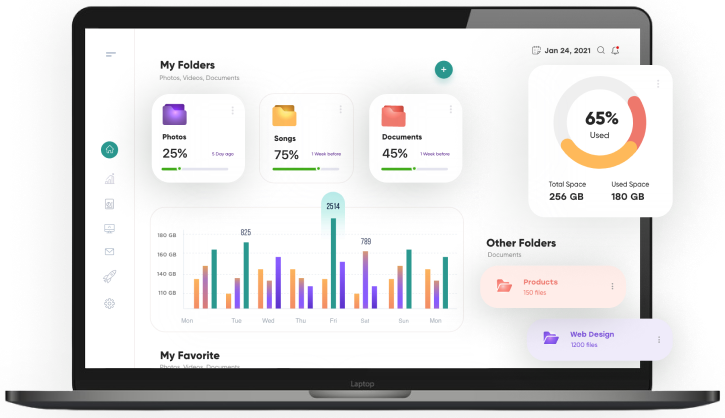 Jan 24, 2021
My Folders
Photos, Videos, Documents
+
Photos
25%
5 Day ago
Songs
75%
1 Week before
Documents
45%
1 Week before
65%
Used
Total Space
256 GB
Used Space
180 GB
180 GB
160 GB
140 GB
110 GB
825
2514
789
Mon
Tue
Wed
Thu
Fri
Sat
Sun
Mon
Other Folders
Documents
Products
150 files
Web Design
1200 files
My Favorite
Photos, Videos, Documents
Laptop